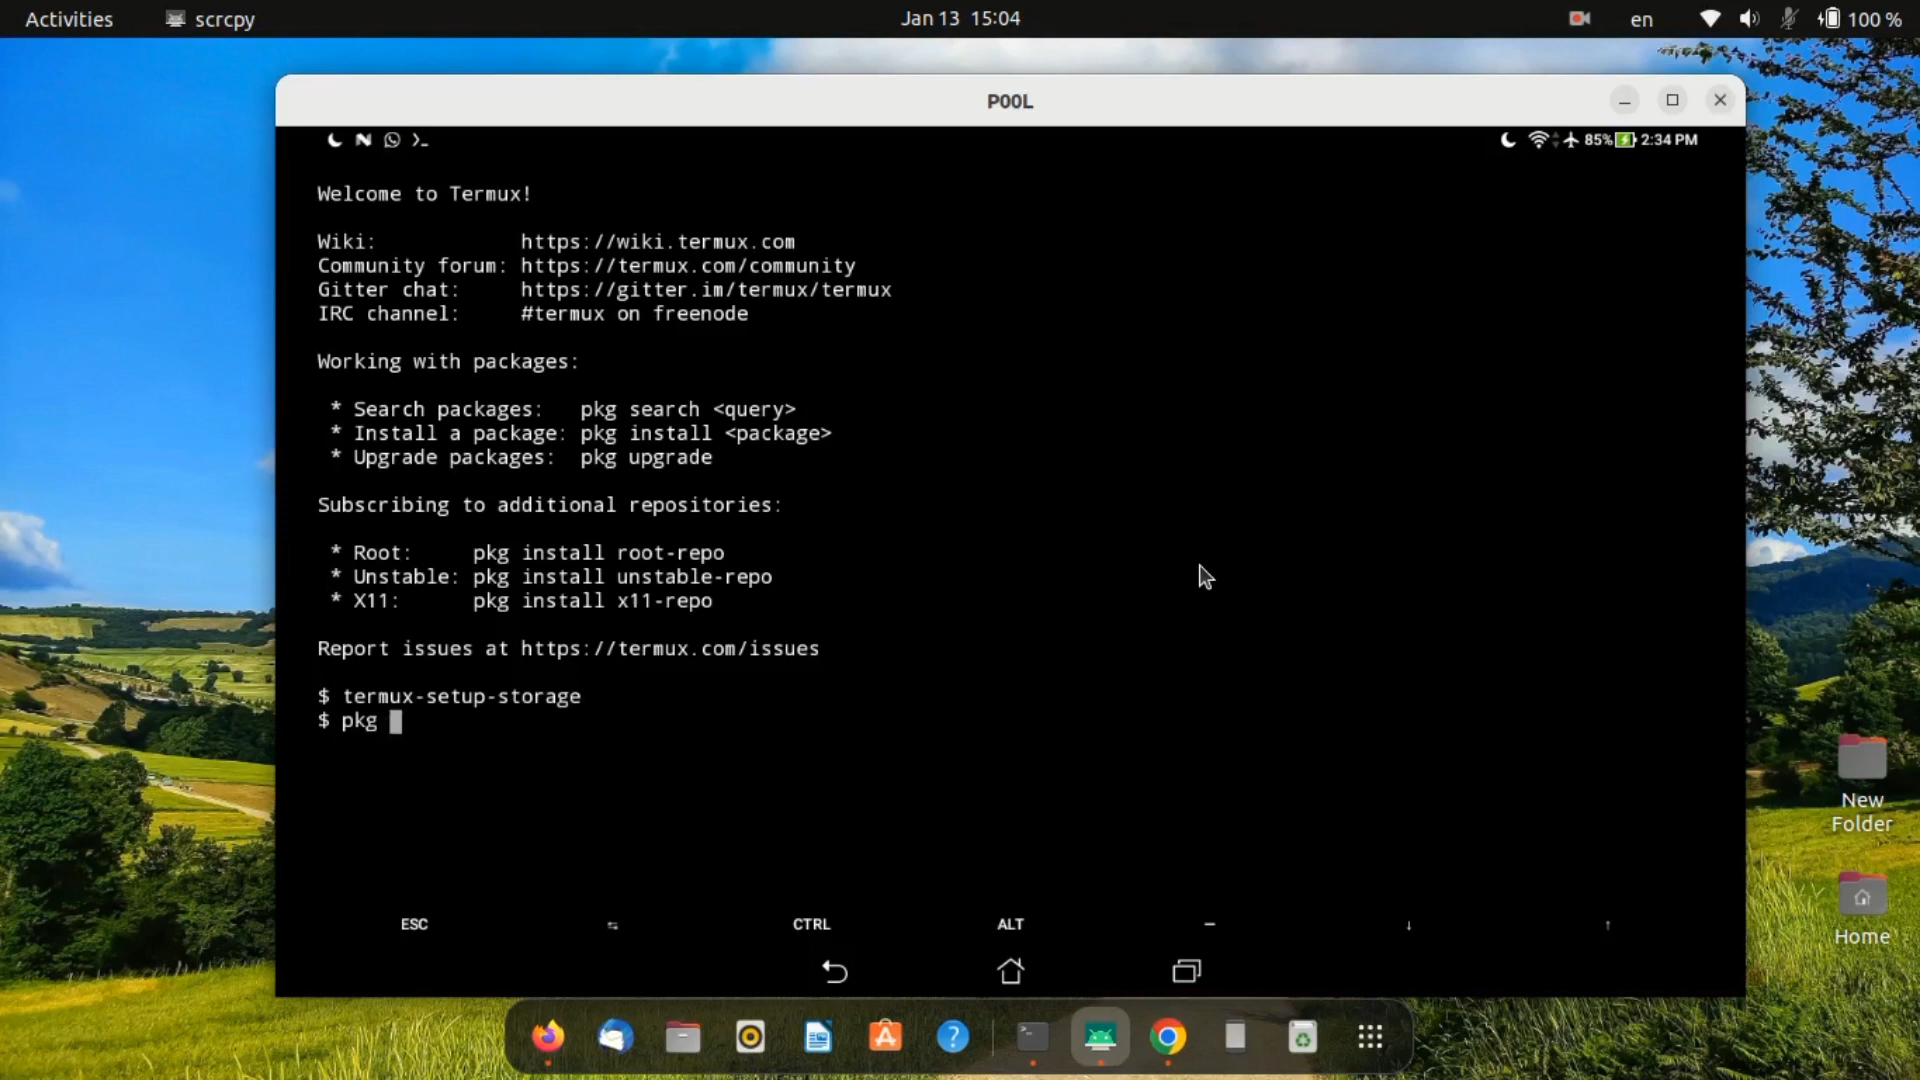 Activities scrcpy Jan 13 15:04 en 100 %
P00L
85% 2:34 PM
Welcome to Termux!
Wiki: https://wiki.termux.com
Community forum: https://termux.com/community
Gitter chat: https://gitter.im/termux/termux
IRC channel: #termux on freenode
Working with packages:
* Search packages: pkg search <query>
* Install a package: pkg install <package>
* Upgrade packages: pkg upgrade
Subscribing to additional repositories:
* Root: pkg install root-repo
* Unstable: pkg install unstable-repo
* X11: pkg install x11-repo
Report issues at https://termux.com/issues
$ termux-setup-storage
$ pkg
ESC ⇆ CTRL ALT — ↓ ↑
New
Folder
Home